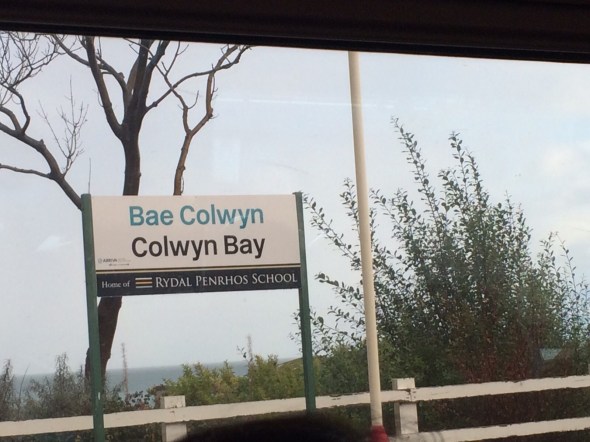 Bae Colwyn
Colwyn Bay
Home of RYDAL PENRHOS SCHOOL